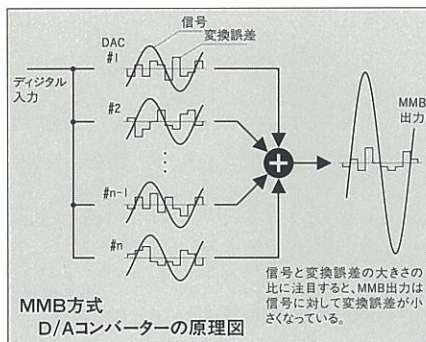 信号
DAC
変換誤差
#1
ディジタル
入力
#2
MMB
出力
#n-1
#n
信号と変換誤差の大きさの
比に注目すると、MMB出力は
信号に対して変換誤差が小
さくなっている。
MMB方式
D/Aコンバーターの原理図